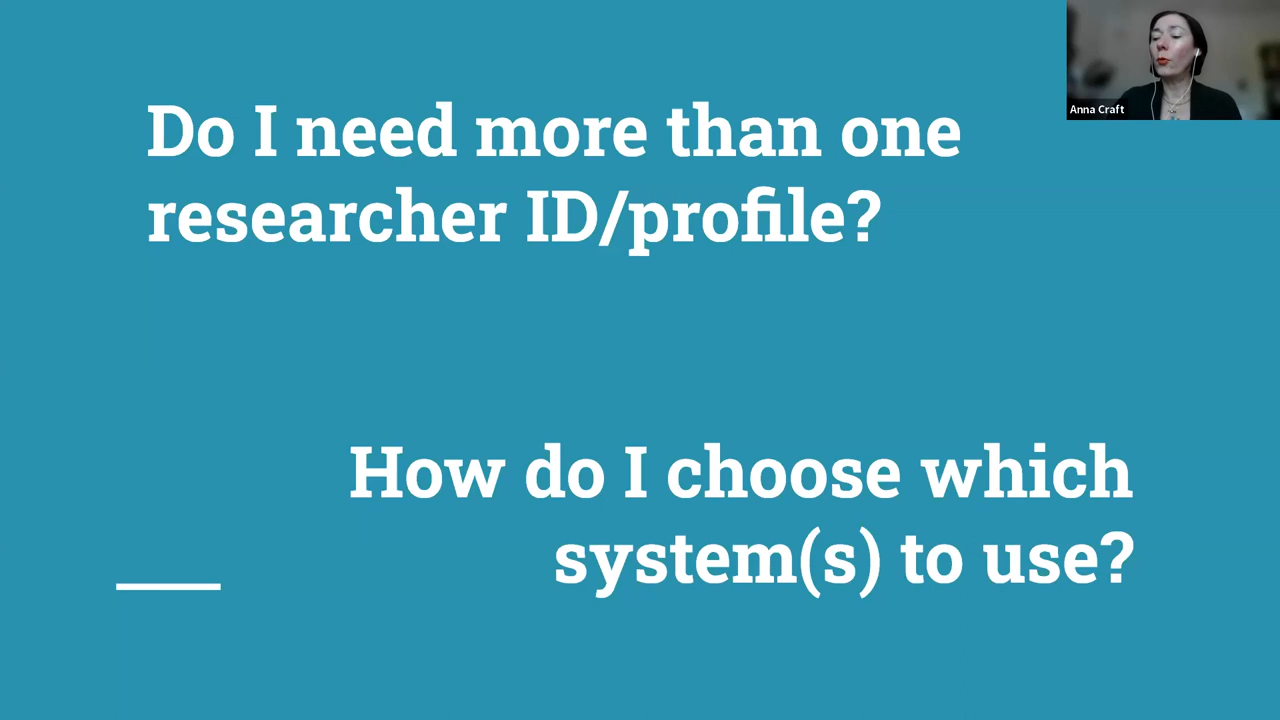 Do I need more than one
researcher ID/profile?
Anna Craft
How do I choose which
system(s) to use?